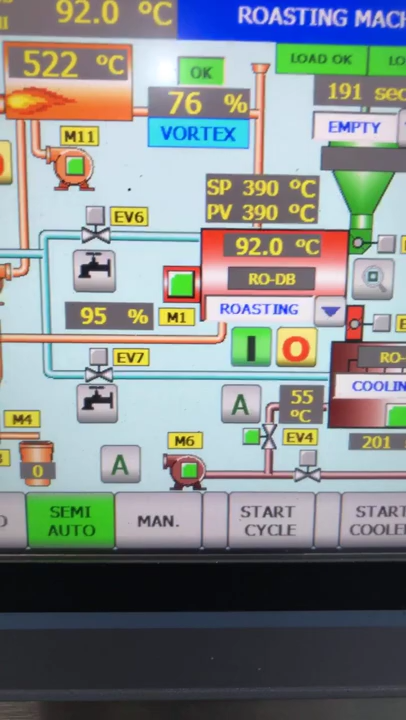 92.0 °C
ROASTING MACH
522 °C
OK
LOAD OK
LO
76 %
191 sec
VORTEX
EMPTY
M11
SP 390 °C
PV 390 °C
EV6
92.0 °C
RO-DB
95 %
M1
ROASTING
I O
EV7
RO-
COOLIN
A
55
°C
M4
M6
EV4
201
0
A
SEMI
AUTO
MAN.
START
CYCLE
START
COOLE